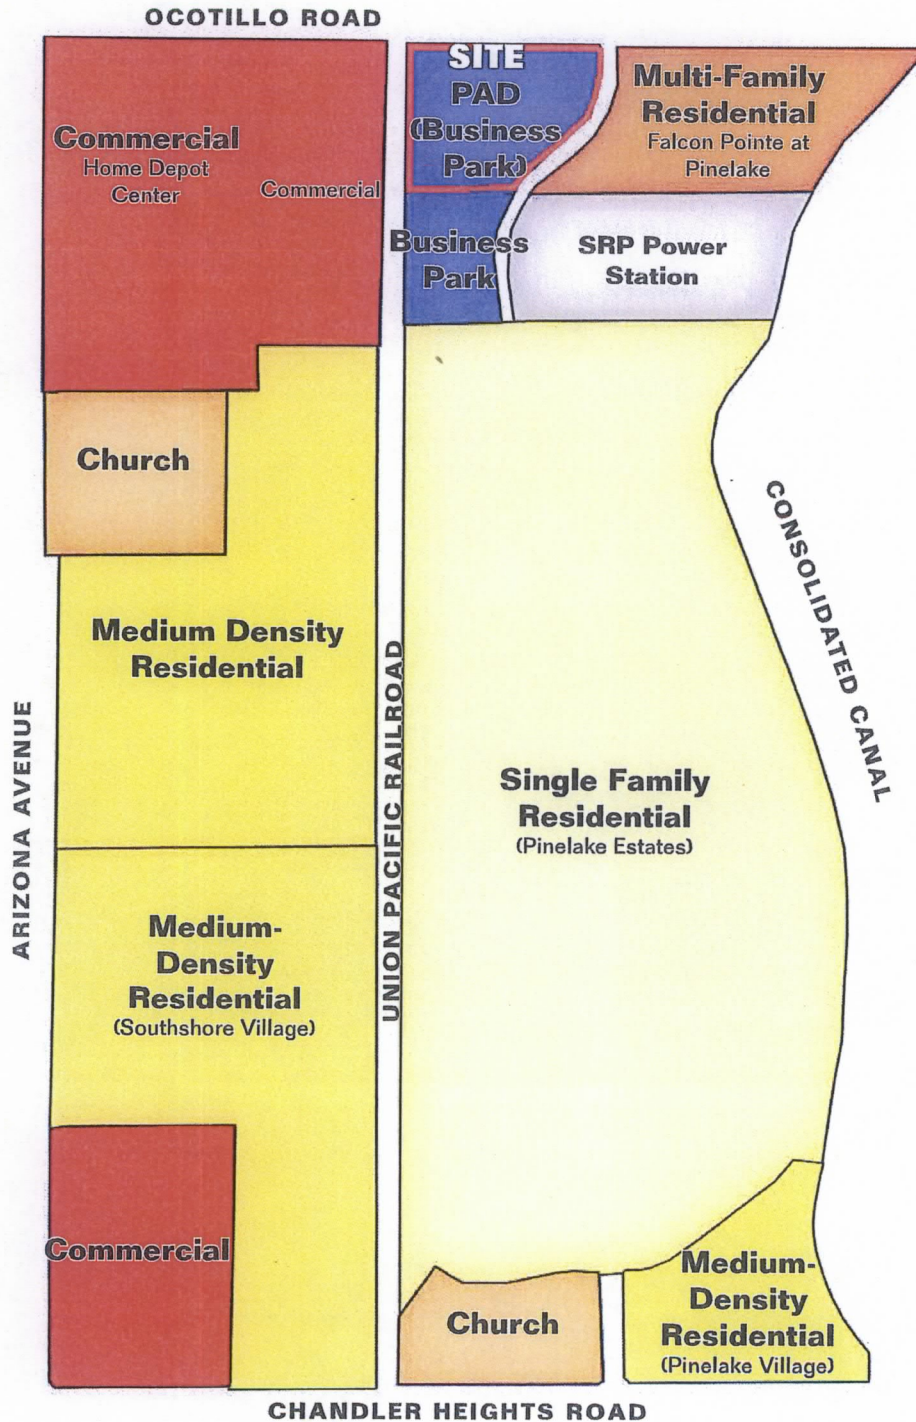 OCOTILLO ROAD
SITE
PAD
(Business
Park)
Multi-Family
Residential
Falcon Pointe at
Pinelake
Commercial
Home Depot
Center
Commercial
Business
Park
SRP Power
Station
Church
CONSOLIDATED CANAL
Medium Density
Residential
UNION PACIFIC RAILROAD
ARIZONA AVENUE
Single Family
Residential
(Pinelake Estates)
Medium-
Density
Residential
(Southshore Village)
Commercial
Church
Medium-
Density
Residential
(Pinelake Village)
CHANDLER HEIGHTS ROAD